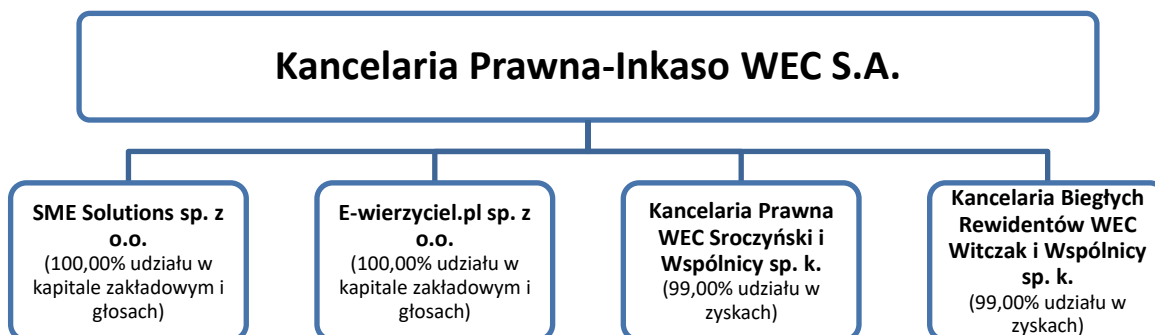 Kancelaria Prawna-Inkaso WEC S.A.
SME Solutions sp. z
o.o.
(100,00% udziału w
kapitale zakładowym i
głosach)
E-wierzyciel.pl sp. z
o.o.
(100,00% udziału w
kapitale zakładowym i
głosach)
Kancelaria Prawna
WEC Sroczyński i
Wspólnicy sp. k.
(99,00% udziału w
zyskach)
Kancelaria Biegłych
Rewidentów WEC
Witczak i Wspólnicy
sp. k.
(99,00% udziału w
zyskach)